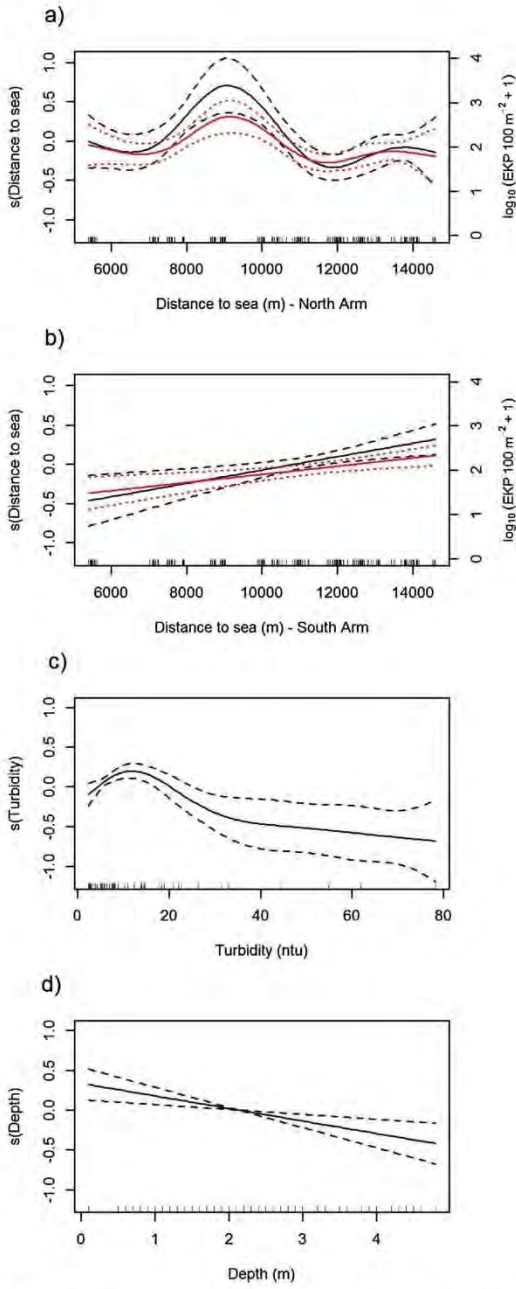 a)
s(Distance to sea)
1.0
0.5
0.0
-0.5
-1.0
4
3
2
1
0
log₁₀ (EKP 100 m⁻² + 1)
6000 8000 10000 12000 14000
Distance to sea (m) - North Arm
b)
s(Distance to sea)
1.0
0.5
0.0
-0.5
-1.0
4
3
2
1
0
log₁₀ (EKP 100 m⁻² + 1)
6000 8000 10000 12000 14000
Distance to sea (m) - South Arm
c)
s(Turbidity)
1.0
0.5
0.0
-0.5
-1.0
0 20 40 60 80
Turbidity (ntu)
d)
s(Depth)
1.0
0.5
0.0
-0.5
-1.0
0 1 2 3 4
Depth (m)